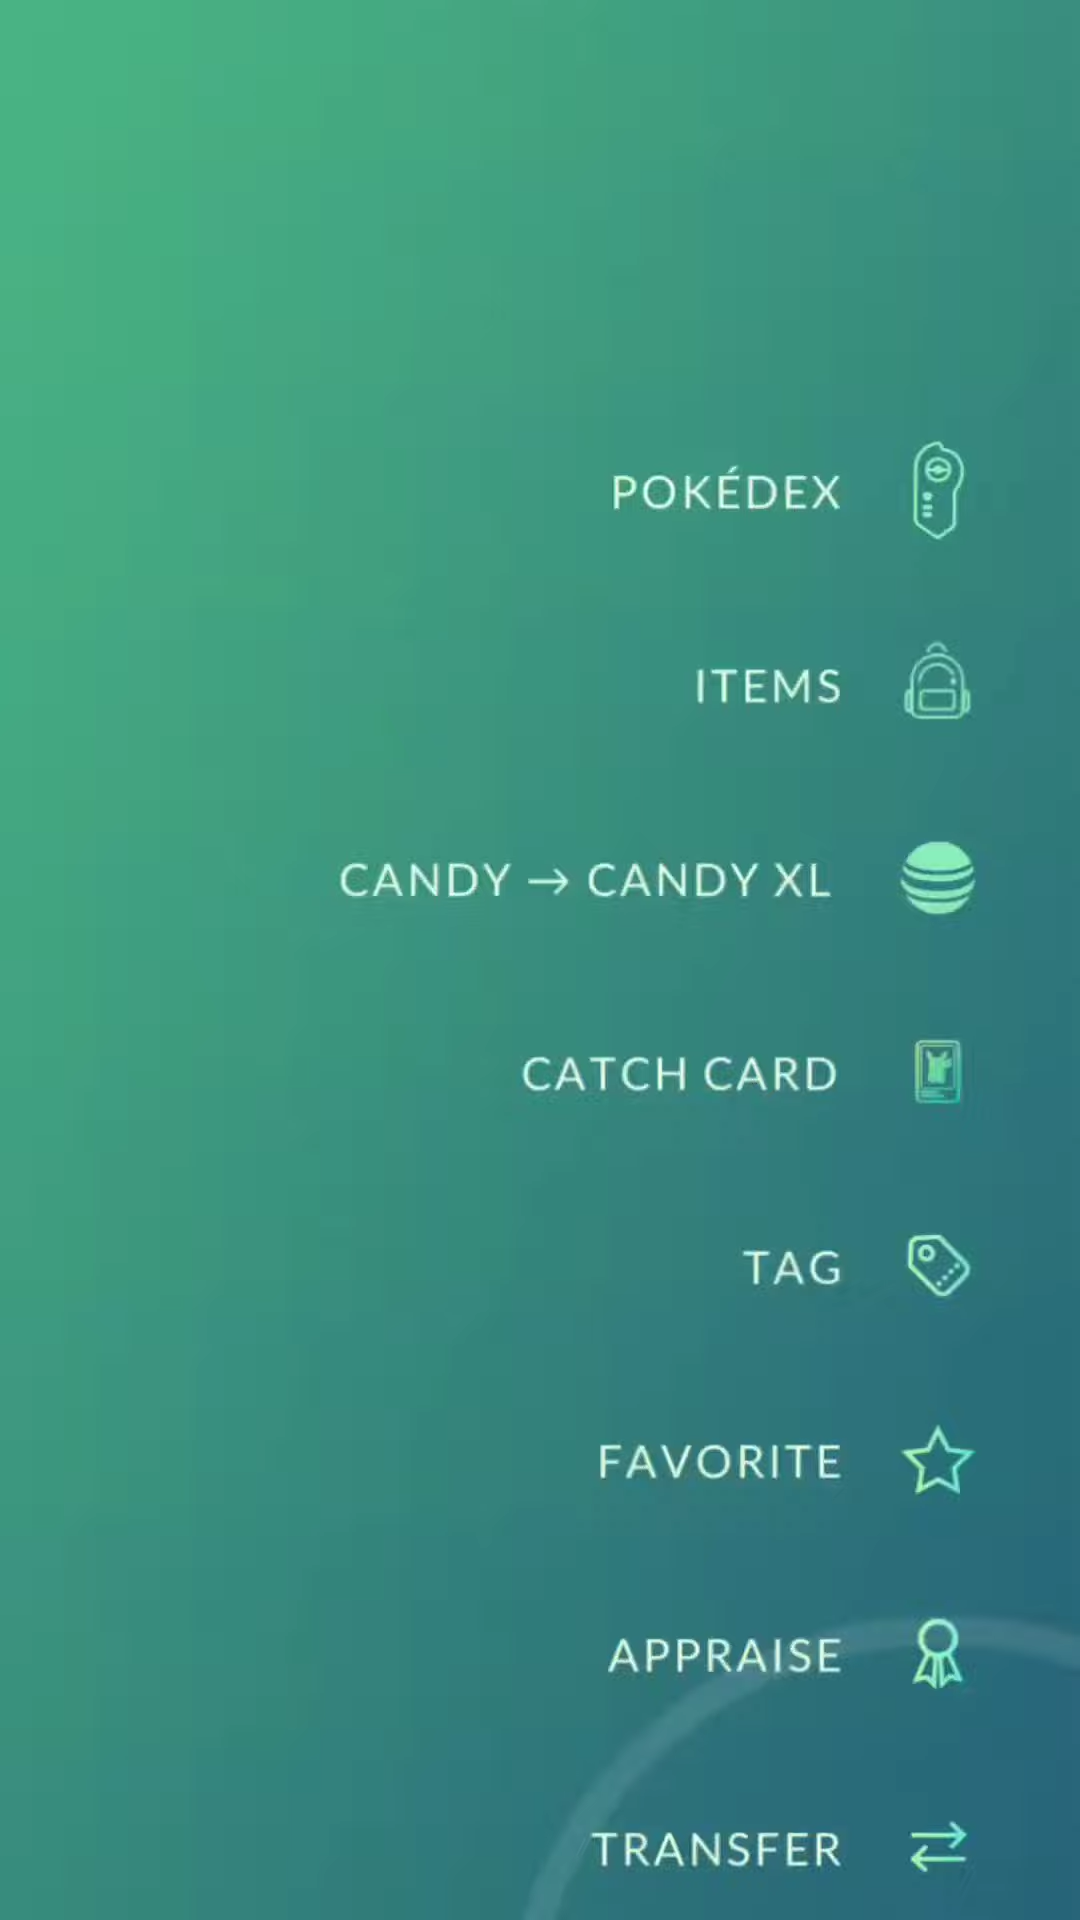 POKÉDEX
ITEMS
CANDY → CANDY XL
CATCH CARD
TAG
FAVORITE
APPRAISE
TRANSFER